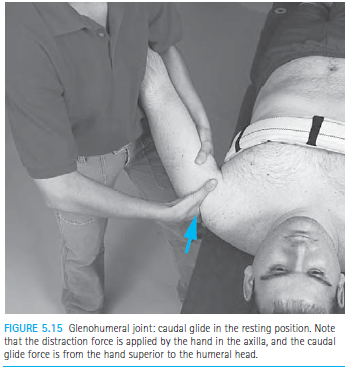 FIGURE 5.15 Glenohumeral joint: caudal glide in the resting position. Note
that the distraction force is applied by the hand in the axilla, and the caudal
glide force is from the hand superior to the humeral head.